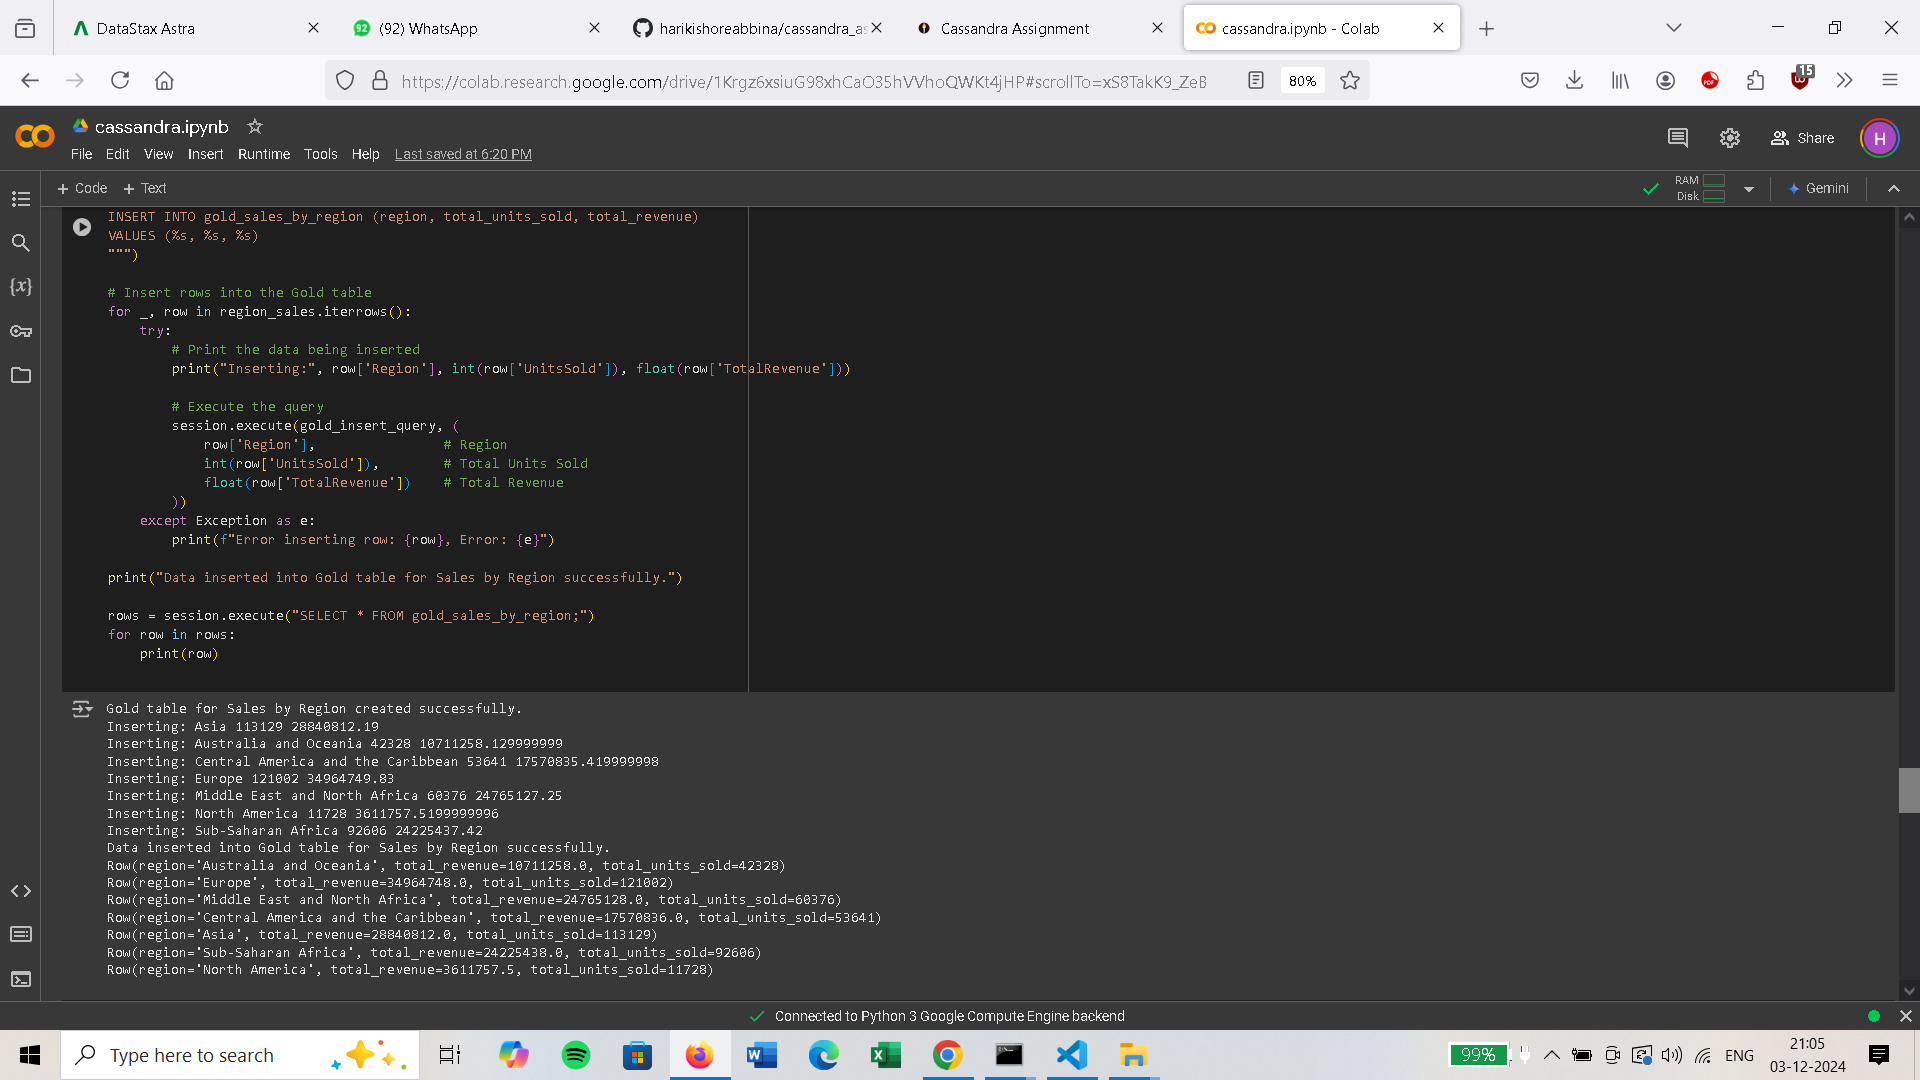 DataStax Astra
(92) WhatsApp
harikishoreabbina/cassandra_as
Cassandra Assignment
cassandra.ipynb - Colab
https://colab.research.google.com/drive/1Krgz6xsiuG98xhCaO35hVVhoQWKt4jHP#scrollTo=xS8TakK9_ZeB
80%
15
cassandra.ipynb
File Edit View Insert Runtime Tools Help Last saved at 6:20 PM
Share
H
+ Code + Text
RAM
Disk
Gemini
INSERT INTO gold_sales_by_region (region, total_units_sold, total_revenue)
VALUES (%s, %s, %s)
""")
# Insert rows into the Gold table
for _, row in region_sales.iterrows():
    try:
        # Print the data being inserted
        print("Inserting:", row['Region'], int(row['UnitsSold']), float(row['TotalRevenue']))
        # Execute the query
        session.execute(gold_insert_query, (
            row['Region'],                # Region
            int(row['UnitsSold']),        # Total Units Sold
            float(row['TotalRevenue'])    # Total Revenue
        ))
    except Exception as e:
        print(f"Error inserting row: {row}, Error: {e}")
print("Data inserted into Gold table for Sales by Region successfully.")
rows = session.execute("SELECT * FROM gold_sales_by_region;")
for row in rows:
    print(row)
Gold table for Sales by Region created successfully.
Inserting: Asia 113129 28840812.19
Inserting: Australia and Oceania 42328 10711258.129999999
Inserting: Central America and the Caribbean 53641 17570835.419999998
Inserting: Europe 121002 34964749.83
Inserting: Middle East and North Africa 60376 24765127.25
Inserting: North America 11728 3611757.5199999996
Inserting: Sub-Saharan Africa 92606 24225437.42
Data inserted into Gold table for Sales by Region successfully.
Row(region='Australia and Oceania', total_revenue=10711258.0, total_units_sold=42328)
Row(region='Europe', total_revenue=34964748.0, total_units_sold=121002)
Row(region='Middle East and North Africa', total_revenue=24765128.0, total_units_sold=60376)
Row(region='Central America and the Caribbean', total_revenue=17570836.0, total_units_sold=53641)
Row(region='Asia', total_revenue=28840812.0, total_units_sold=113129)
Row(region='Sub-Saharan Africa', total_revenue=24225438.0, total_units_sold=92606)
Row(region='North America', total_revenue=3611757.5, total_units_sold=11728)
Connected to Python 3 Google Compute Engine backend
Type here to search
99%
ENG
21:05
03-12-2024